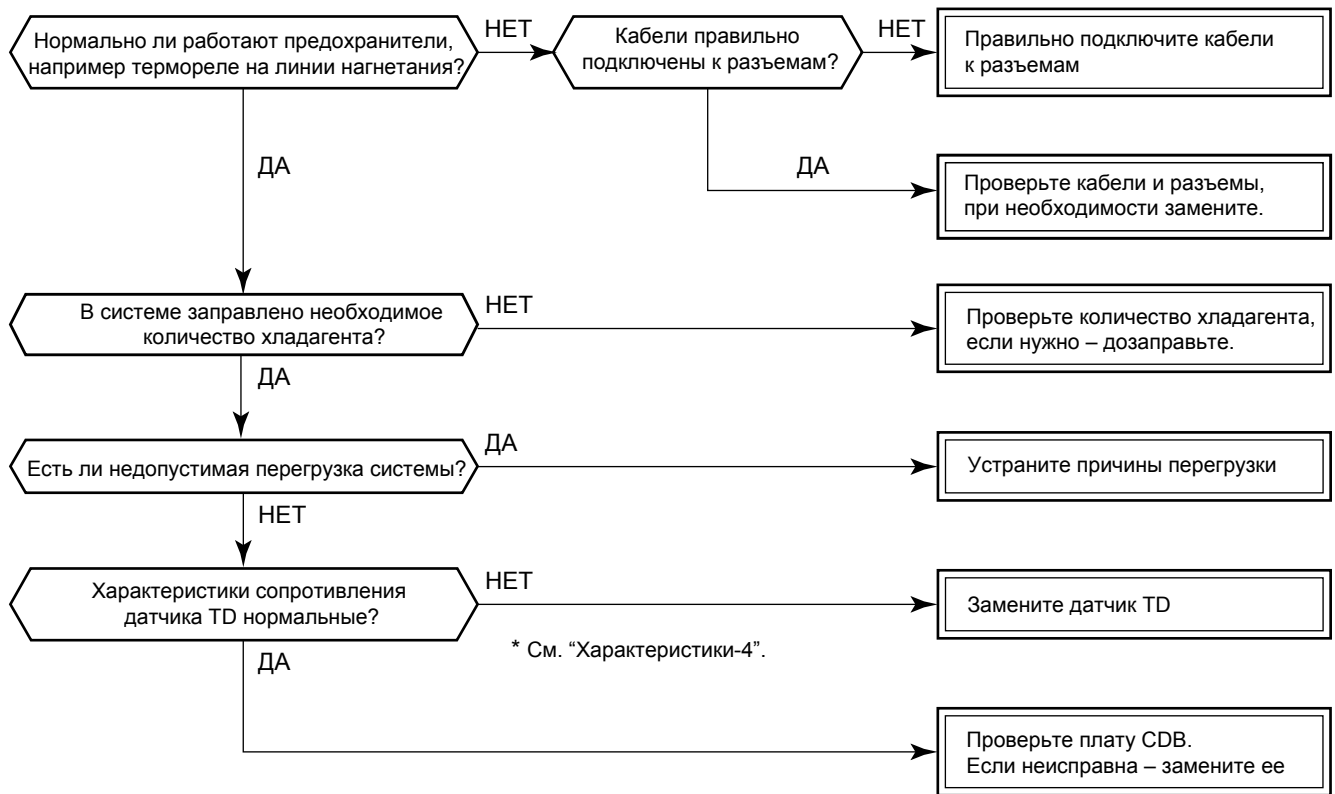 Нормально ли работают предохранители,
например термореле на линии нагнетания?
НЕТ
Кабели правильно
подключены к разъемам?
НЕТ
Правильно подключите кабели
к разъемам
ДА
ДА
Проверьте кабели и разъемы,
при необходимости замените.
В системе заправлено необходимое
количество хладагента?
НЕТ
Проверьте количество хладагента,
если нужно – дозаправьте.
ДА
Есть ли недопустимая перегрузка системы?
ДА
Устраните причины перегрузки
НЕТ
Характеристики сопротивления
датчика TD нормальные?
НЕТ
Замените датчик TD
* См. “Характеристики-4”.
ДА
Проверьте плату CDB.
Если неисправна – замените ее